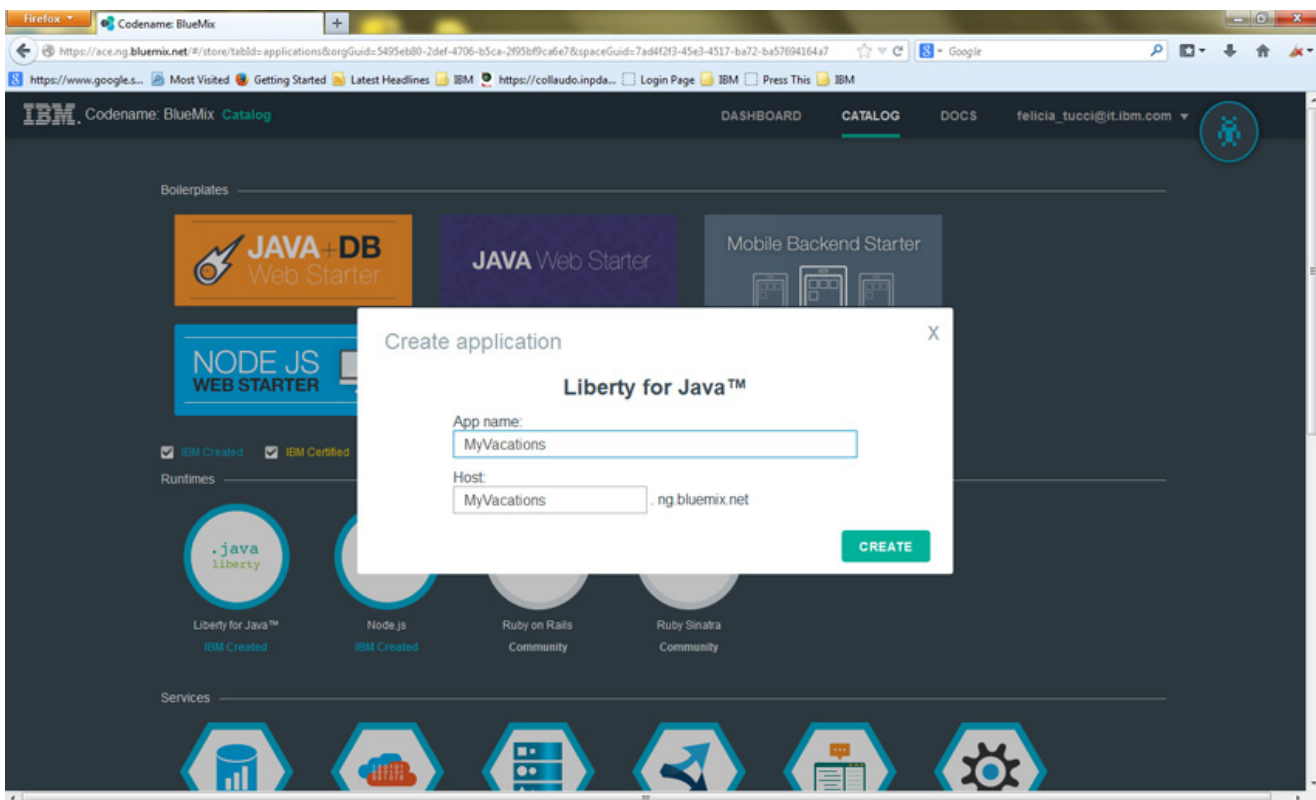 Firefox
Codename: BlueMix
https://ace.ng.bluemix.net/#/store/tabId=applications&orgGuid=5495eb80-2def-4706-b5ca-2f95bf9ca6e7&spaceGuid=7ad4f2f3-45e3-4517-ba72-ba57694164a7
Google
https://www.google.s... Most Visited Getting Started Latest Headlines IBM https://collaudo.inpda... Login Page IBM Press This IBM
IBM. Codename: BlueMix Catalog DASHBOARD CATALOG DOCS felicia_tucci@it.ibm.com
Boilerplates
JAVA+DB
Web Starter
JAVA Web Starter
Mobile Backend Starter
NODE JS
WEB STARTER
Create application X
Liberty for Java™
App name:
MyVacations
Host:
MyVacations . ng.bluemix.net
CREATE
IBM Created IBM Certified
Runtimes
.java
liberty
Liberty for Java™ Node.js Ruby on Rails Ruby Sinatra
IBM Created IBM Created Community Community
Services